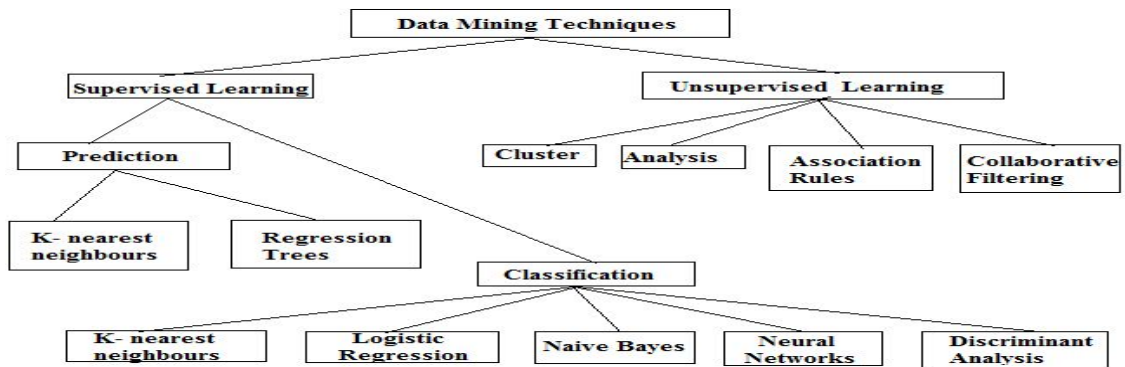 Data Mining Techniques
Supervised Learning
Unsupervised Learning
Prediction
Cluster
Analysis
Association
Rules
Collaborative
Filtering
K- nearest
neighbours
Regression
Trees
Classification
K- nearest
neighbours
Logistic
Regression
Naive Bayes
Neural
Networks
Discriminant
Analysis